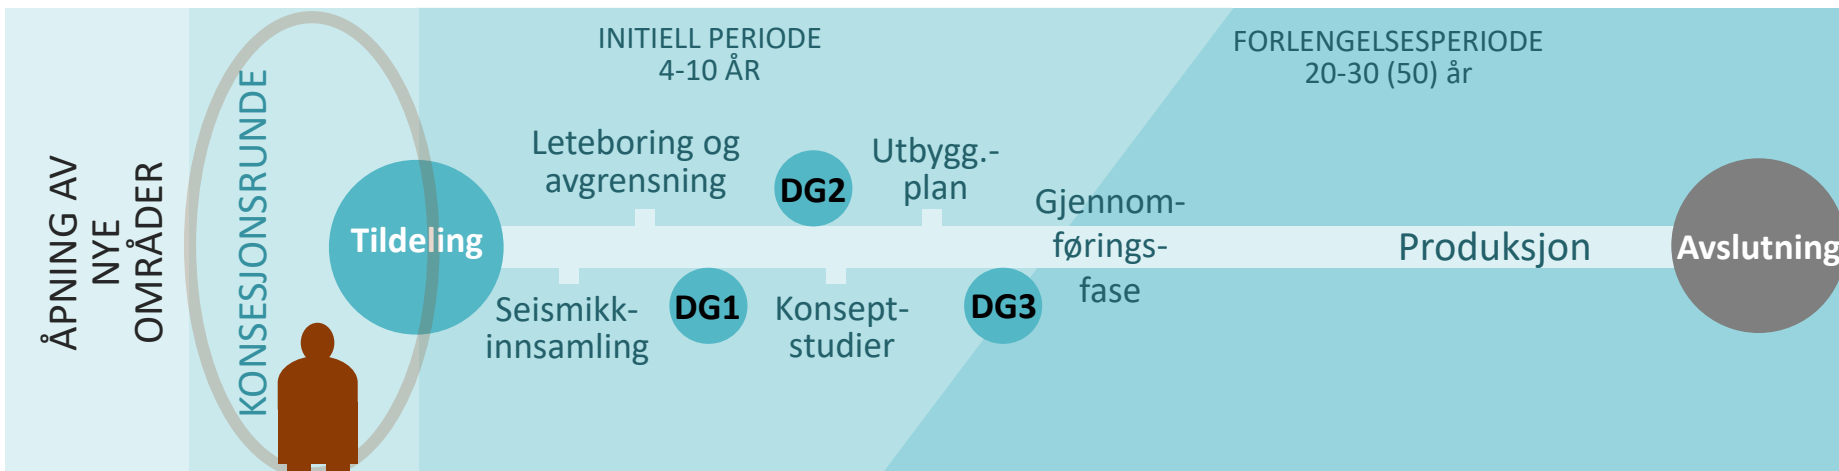 ÅPNING AV
NYE
OMRÅDER
KONSESJONSRUNDE
INITIELL PERIODE
4-10 ÅR
FORLENGELSESPERIODE
20-30 (50) år
Tildeling
Seismikk-
innsamling
Leteboring og
avgrensning
DG1
DG2
Konsept-
studier
Utbygg.-
plan
DG3
Gjennom-
førings-
fase
Produksjon
Avslutning